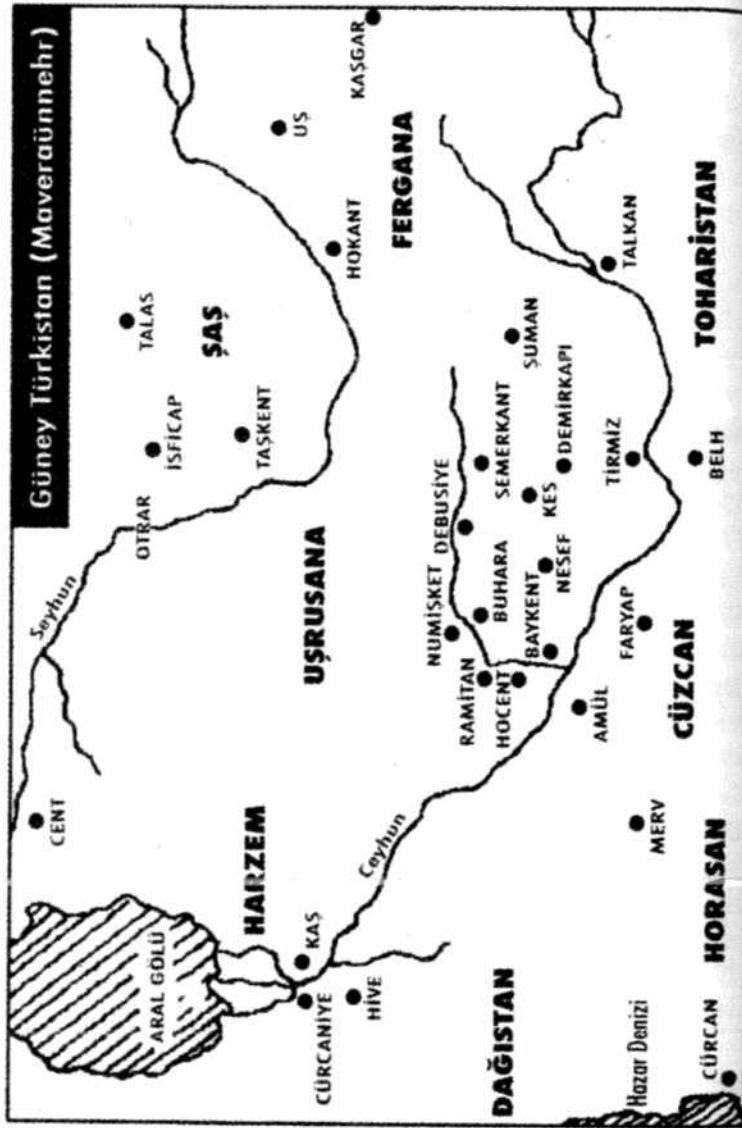 Güney Türkistan (Maveraünnehr)
ARAL GÖLÜ
CENT
Seyhun
OTRAR
İSFİCAP
TALAS
TAŞKENT
ŞAŞ
UŞ
KAŞGAR
HOKANT
FERGANA
HARZEM
KAŞ
CÜRCANİYE
HİVE
Ceyhun
UŞRUSANA
NUMİŞKET
DEBUSİYE
RAMİTAN
BUHARA
SEMERKANT
HOCENT
BAYKENT
KES
NESEF
DEMİRKAPI
ŞUMAN
TALKAN
TİRMİZ
AMÜL
FARYAP
BELH
TOHARİSTAN
CÜZCAN
MERV
DAĞISTAN
HORASAN
Hazar Denizi
CÜRCAN